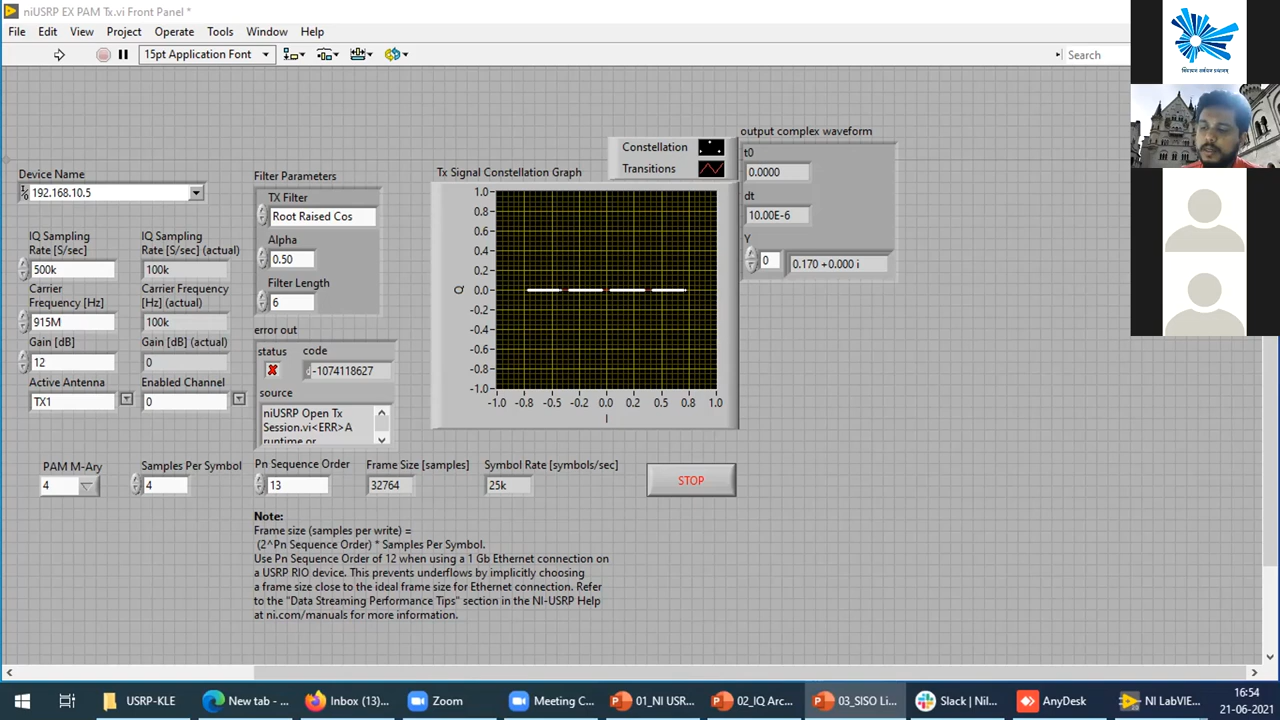 niUSRP EX PAM Tx.vi Front Panel *
File Edit View Project Operate Tools Window Help
15pt Application Font
Search
Device Name
192.168.10.5
IQ Sampling
Rate [S/sec]
500k
IQ Sampling
Rate [S/sec] (actual)
100k
Carrier
Frequency [Hz]
915M
Carrier Frequency
[Hz] (actual)
100k
Gain [dB]
12
Gain [dB] (actual)
0
Active Antenna
TX1
Enabled Channel
0
Filter Parameters
TX Filter
Root Raised Cos
Alpha
0.50
Filter Length
6
error out
status
code
-1074118627
source
niUSRP Open Tx
Session.vi<ERR>A
runtime or
Tx Signal Constellation Graph
Constellation
Transitions
1.0
0.8
0.6
0.4
0.2
0.0
-0.2
-0.4
-0.6
-0.8
-1.0
Q
-1.0 -0.8 -0.5 -0.2 0.0 0.2 0.5 0.8 1.0
I
output complex waveform
t0
0.0000
dt
10.00E-6
Y
0
0.170 +0.000 i
PAM M-Ary
4
Samples Per Symbol
4
Pn Sequence Order
13
Frame Size [samples]
32764
Symbol Rate [symbols/sec]
25k
STOP
Note:
Frame size (samples per write) =
(2^Pn Sequence Order) * Samples Per Symbol.
Use Pn Sequence Order of 12 when using a 1 Gb Ethernet connection on
a USRP RIO device. This prevents underflows by implicitly choosing
a frame size close to the ideal frame size for Ethernet connection. Refer
to the "Data Streaming Performance Tips" section in the NI-USRP Help
at ni.com/manuals for more information.
USRP-KLE
New tab - ...
Inbox (13)...
Zoom
Meeting C...
01_NI USR...
02_IQ Arc...
03_SISO Li...
Slack | Nil...
AnyDesk
NI LabVIE...
16:54
21-06-2021